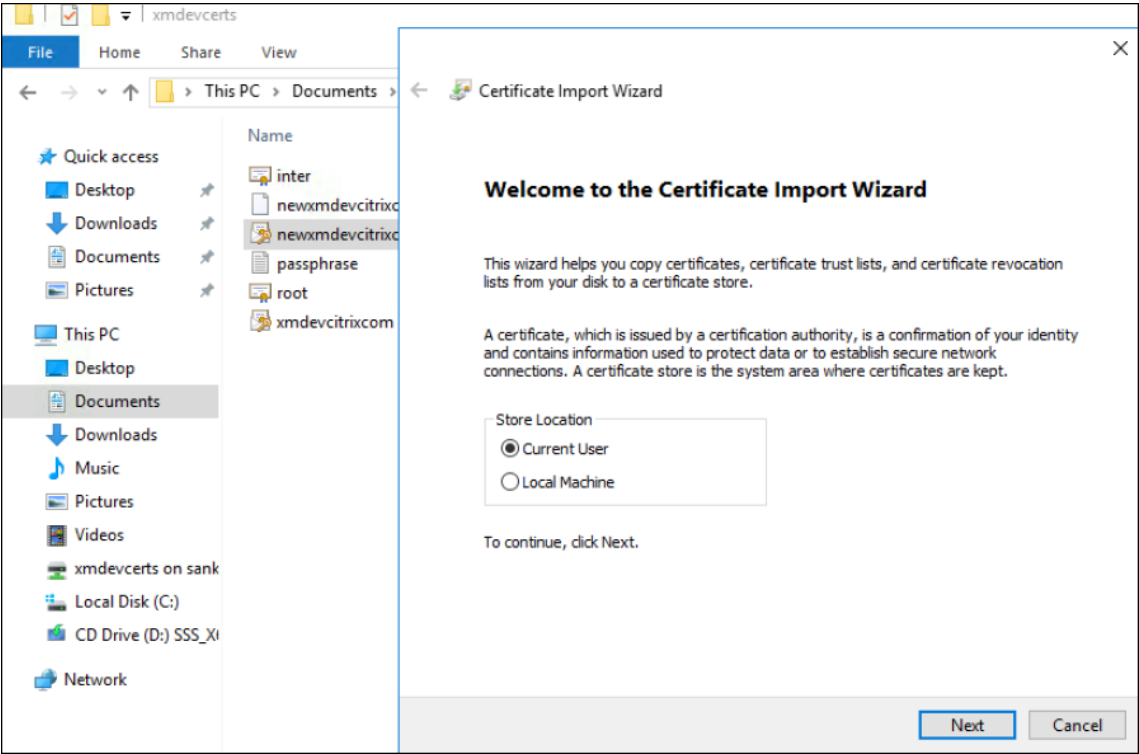 xmdevcerts
File Home Share View
This PC > Documents >
Name
Quick access
Desktop
Downloads
Documents
Pictures
This PC
Desktop
Documents
Downloads
Music
Pictures
Videos
xmdevcerts on sank
Local Disk (C:)
CD Drive (D:) SSS_X
Network
inter
newxmdevcitrixc
newxmdevcitrixc
passphrase
root
xmdevcitrixcom
Certificate Import Wizard
Welcome to the Certificate Import Wizard
This wizard helps you copy certificates, certificate trust lists, and certificate revocation
lists from your disk to a certificate store.
A certificate, which is issued by a certification authority, is a confirmation of your identity
and contains information used to protect data or to establish secure network
connections. A certificate store is the system area where certificates are kept.
Store Location
Current User
Local Machine
To continue, click Next.
Next Cancel